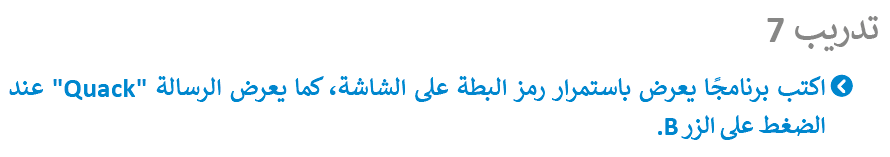 تدريب 7
اكتب برنامجًا يعرض باستمرار رمز البطة على الشاشة، كما يعرض الرسالة "Quack" عند
الضغط على الزر B.